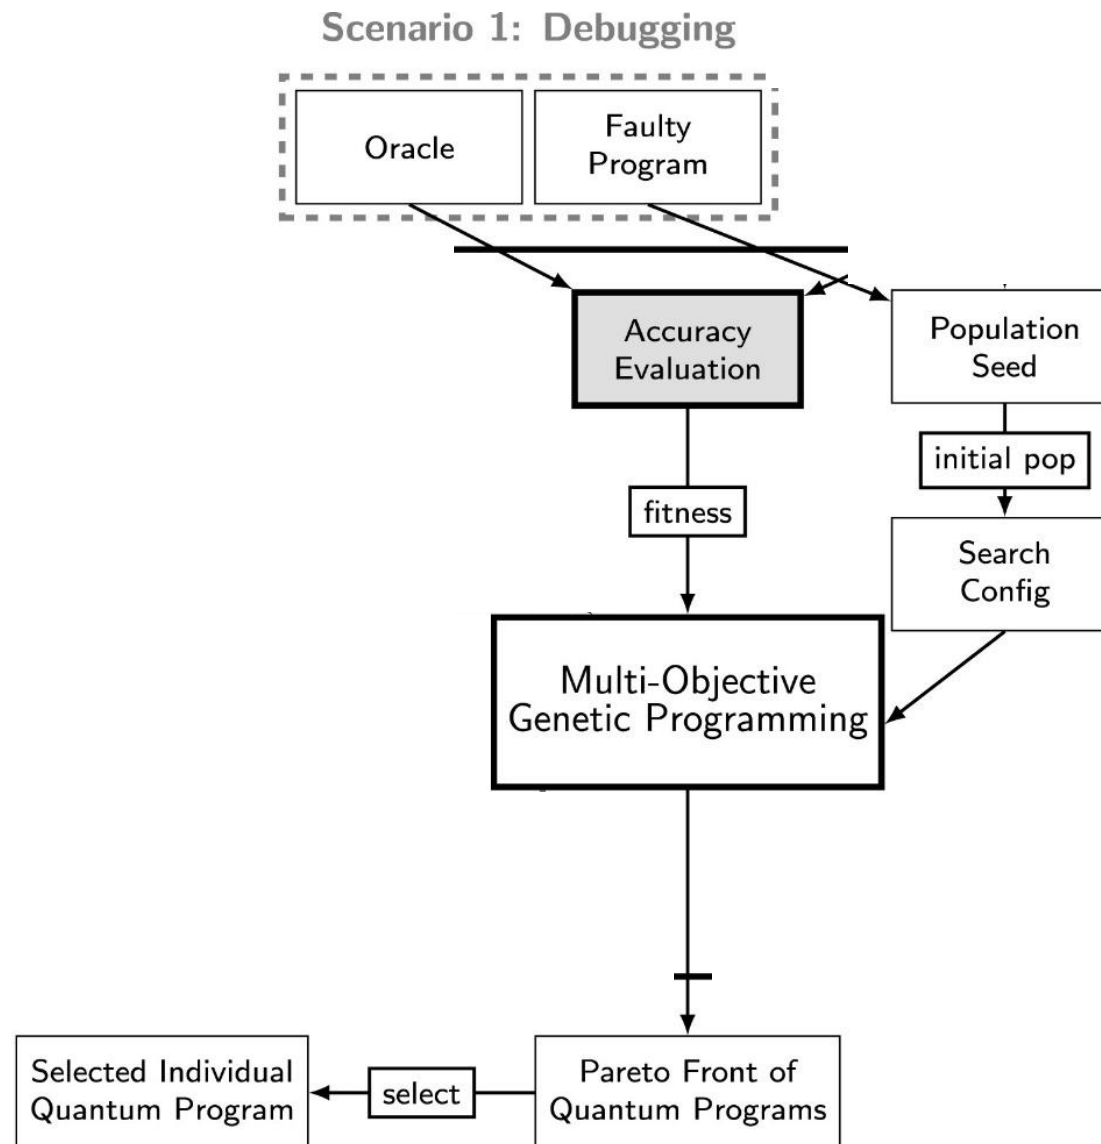 Scenario 1: Debugging
Oracle
Faulty
Program
Accuracy
Evaluation
Population
Seed
initial pop
fitness
Search
Config
Multi-Objective
Genetic Programming
Selected Individual
Quantum Program
select
Pareto Front of
Quantum Programs